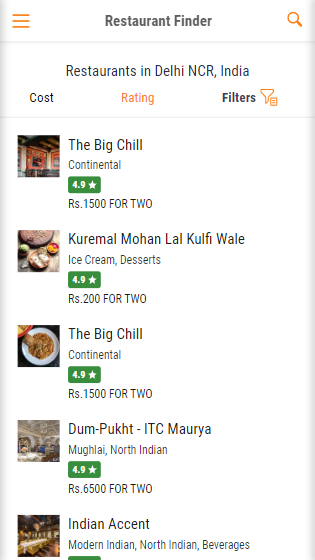 Restaurant Finder
Restaurants in Delhi NCR, India
Cost Rating Filters
The Big Chill
Continental
4.9 ★
Rs.1500 FOR TWO
Kuremal Mohan Lal Kulfi Wale
Ice Cream, Desserts
4.9 ★
Rs.200 FOR TWO
The Big Chill
Continental
4.9 ★
Rs.1500 FOR TWO
Dum-Pukht - ITC Maurya
Mughlai, North Indian
4.9 ★
Rs.6500 FOR TWO
Indian Accent
Modern Indian, North Indian, Beverages